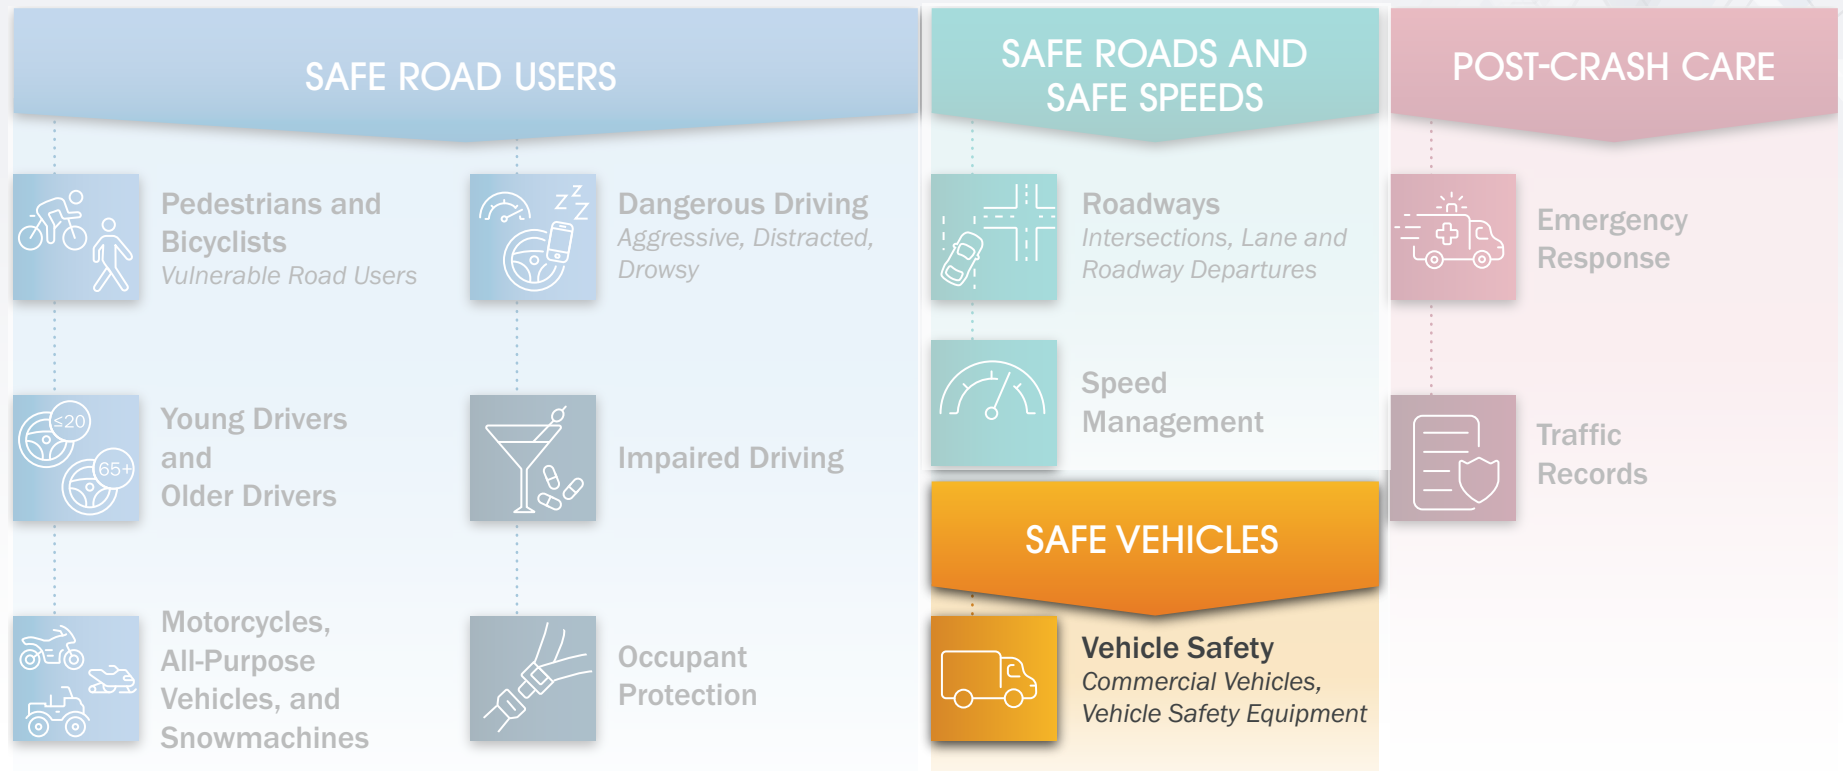 SAFE ROAD USERS
Pedestrians and
Bicyclists
Vulnerable Road Users
Young Drivers
and
Older Drivers
≤20
65+
Motorcycles,
All-Purpose
Vehicles, and
Snowmachines
Dangerous Driving
Aggressive, Distracted,
Drowsy
Z Z Z
Impaired Driving
Occupant
Protection
SAFE ROADS AND
SAFE SPEEDS
Roadways
Intersections, Lane and
Roadway Departures
Speed
Management
SAFE VEHICLES
Vehicle Safety
Commercial Vehicles,
Vehicle Safety Equipment
POST-CRASH CARE
Emergency
Response
Traffic
Records